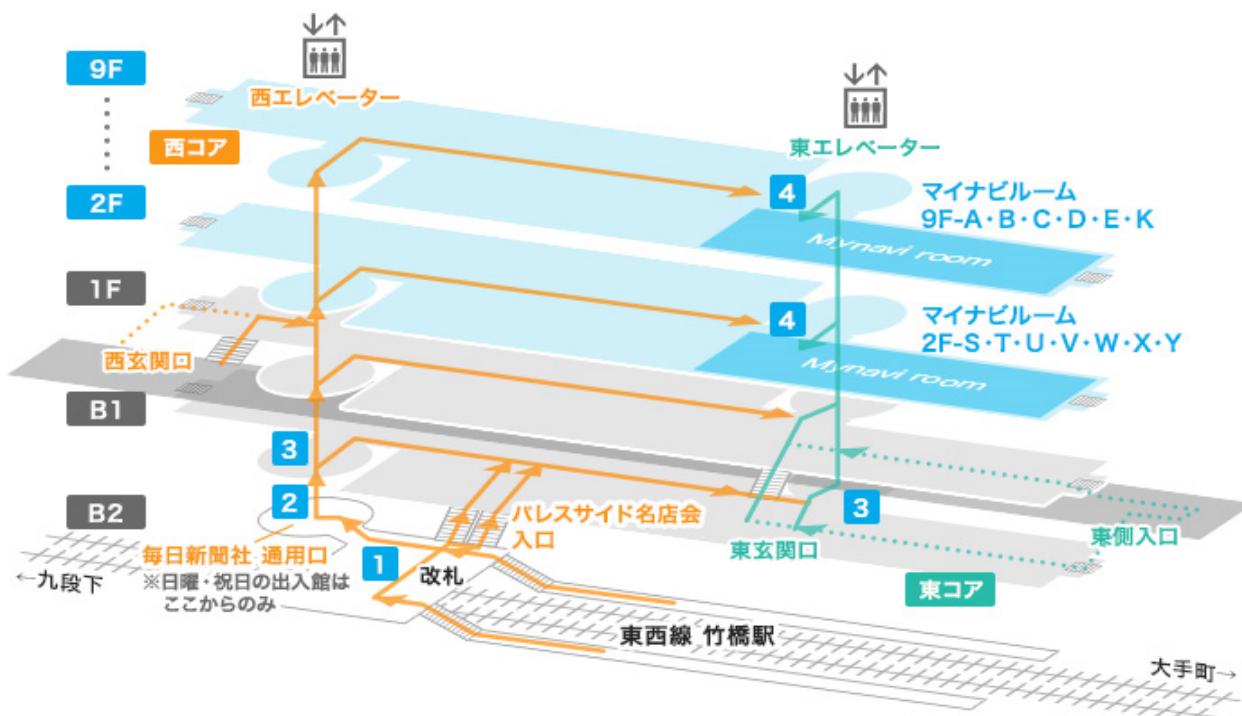 9F
西エレベーター
西コア
東エレベーター
4
マイナビルーム
9F-A・B・C・D・E・K
Mynavi room
2F
1F
4
マイナビルーム
2F-S・T・U・V・W・X・Y
Mynavi room
西玄関口
B1
3
2
B2
パレスサイド名店会
入口
3
東玄関口
東側入口
毎日新聞社 通用口
※日曜・祝日の出入館は
ここからのみ
1
改札
←九段下
東コア
東西線 竹橋駅
大手町→